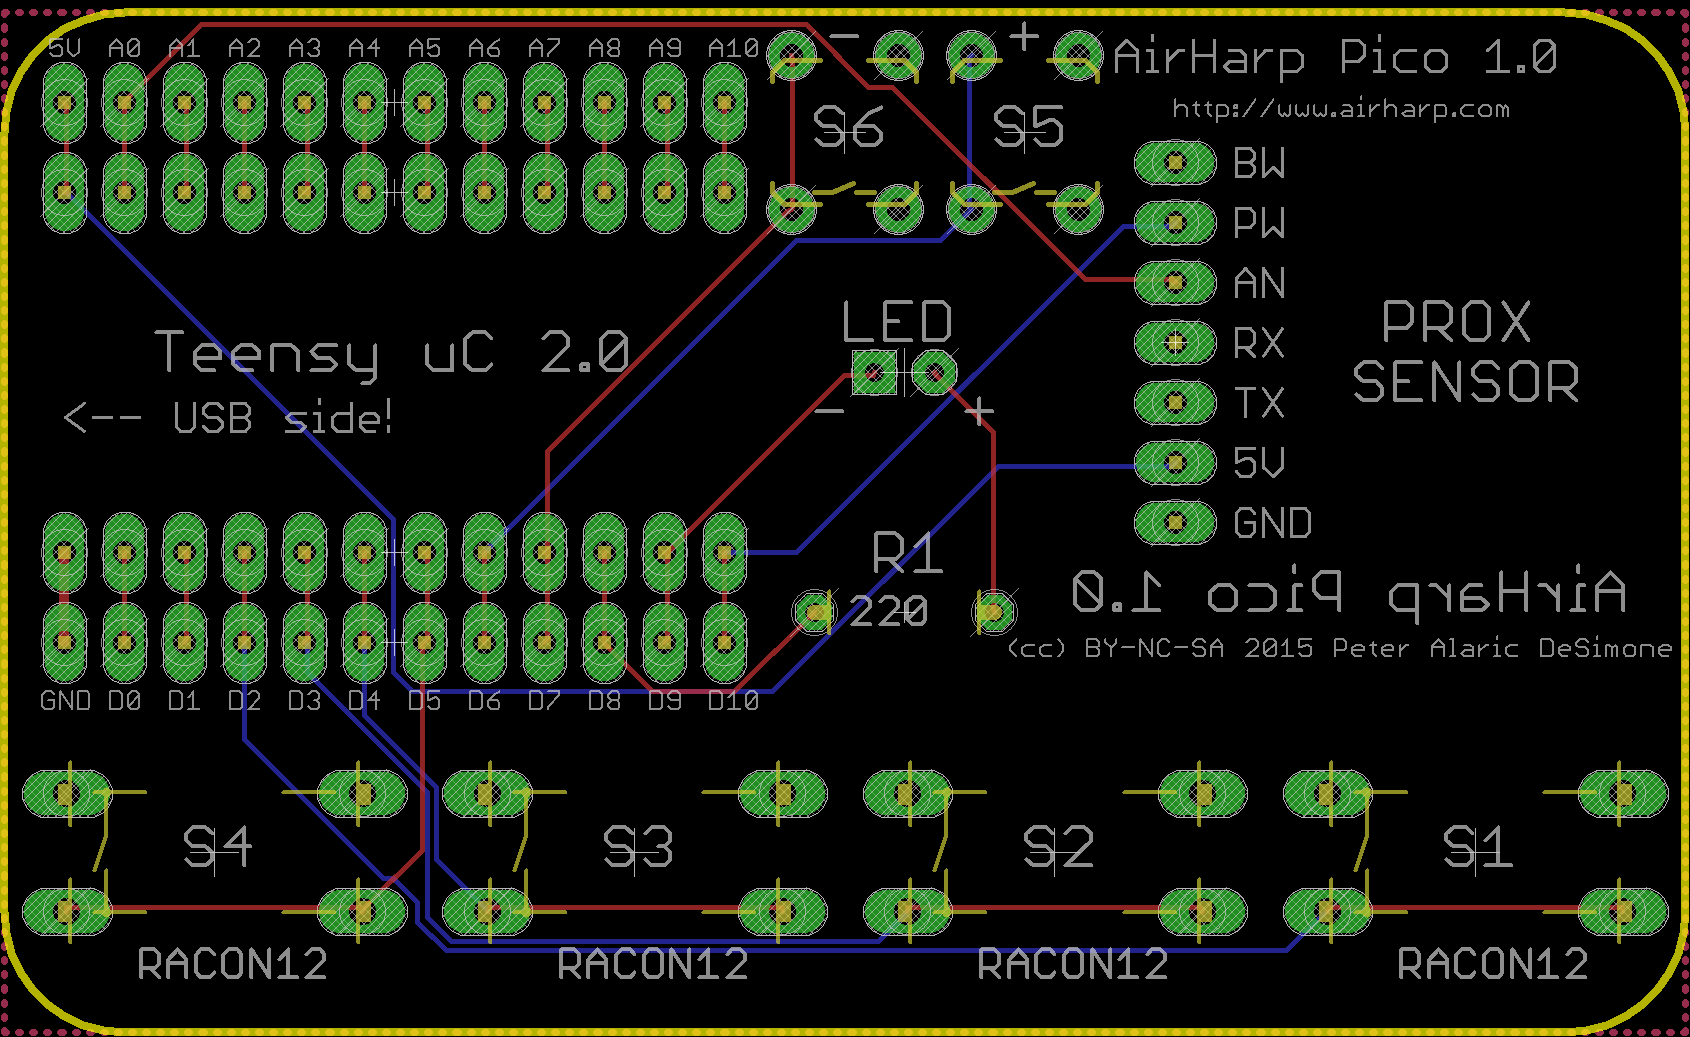 5V A0 A1 A2 A3 A4 A5 A6 A7 A8 A9 A10
- +
AirHarp Pico 1.0
http://www.airharp.com
S6 S5
BW
PW
AN
RX
TX
5V
GND
PROX
SENSOR
LED
- +
Teensy uC 2.0
<-- USB side!
R1
220
AirHarp Pico 1.0
(cc) BY-NC-SA 2015 Peter Alaric DeSimone
GND D0 D1 D2 D3 D4 D5 D6 D7 D8 D9 D10
S4 S3 S2 S1
RACON12 RACON12 RACON12 RACON12